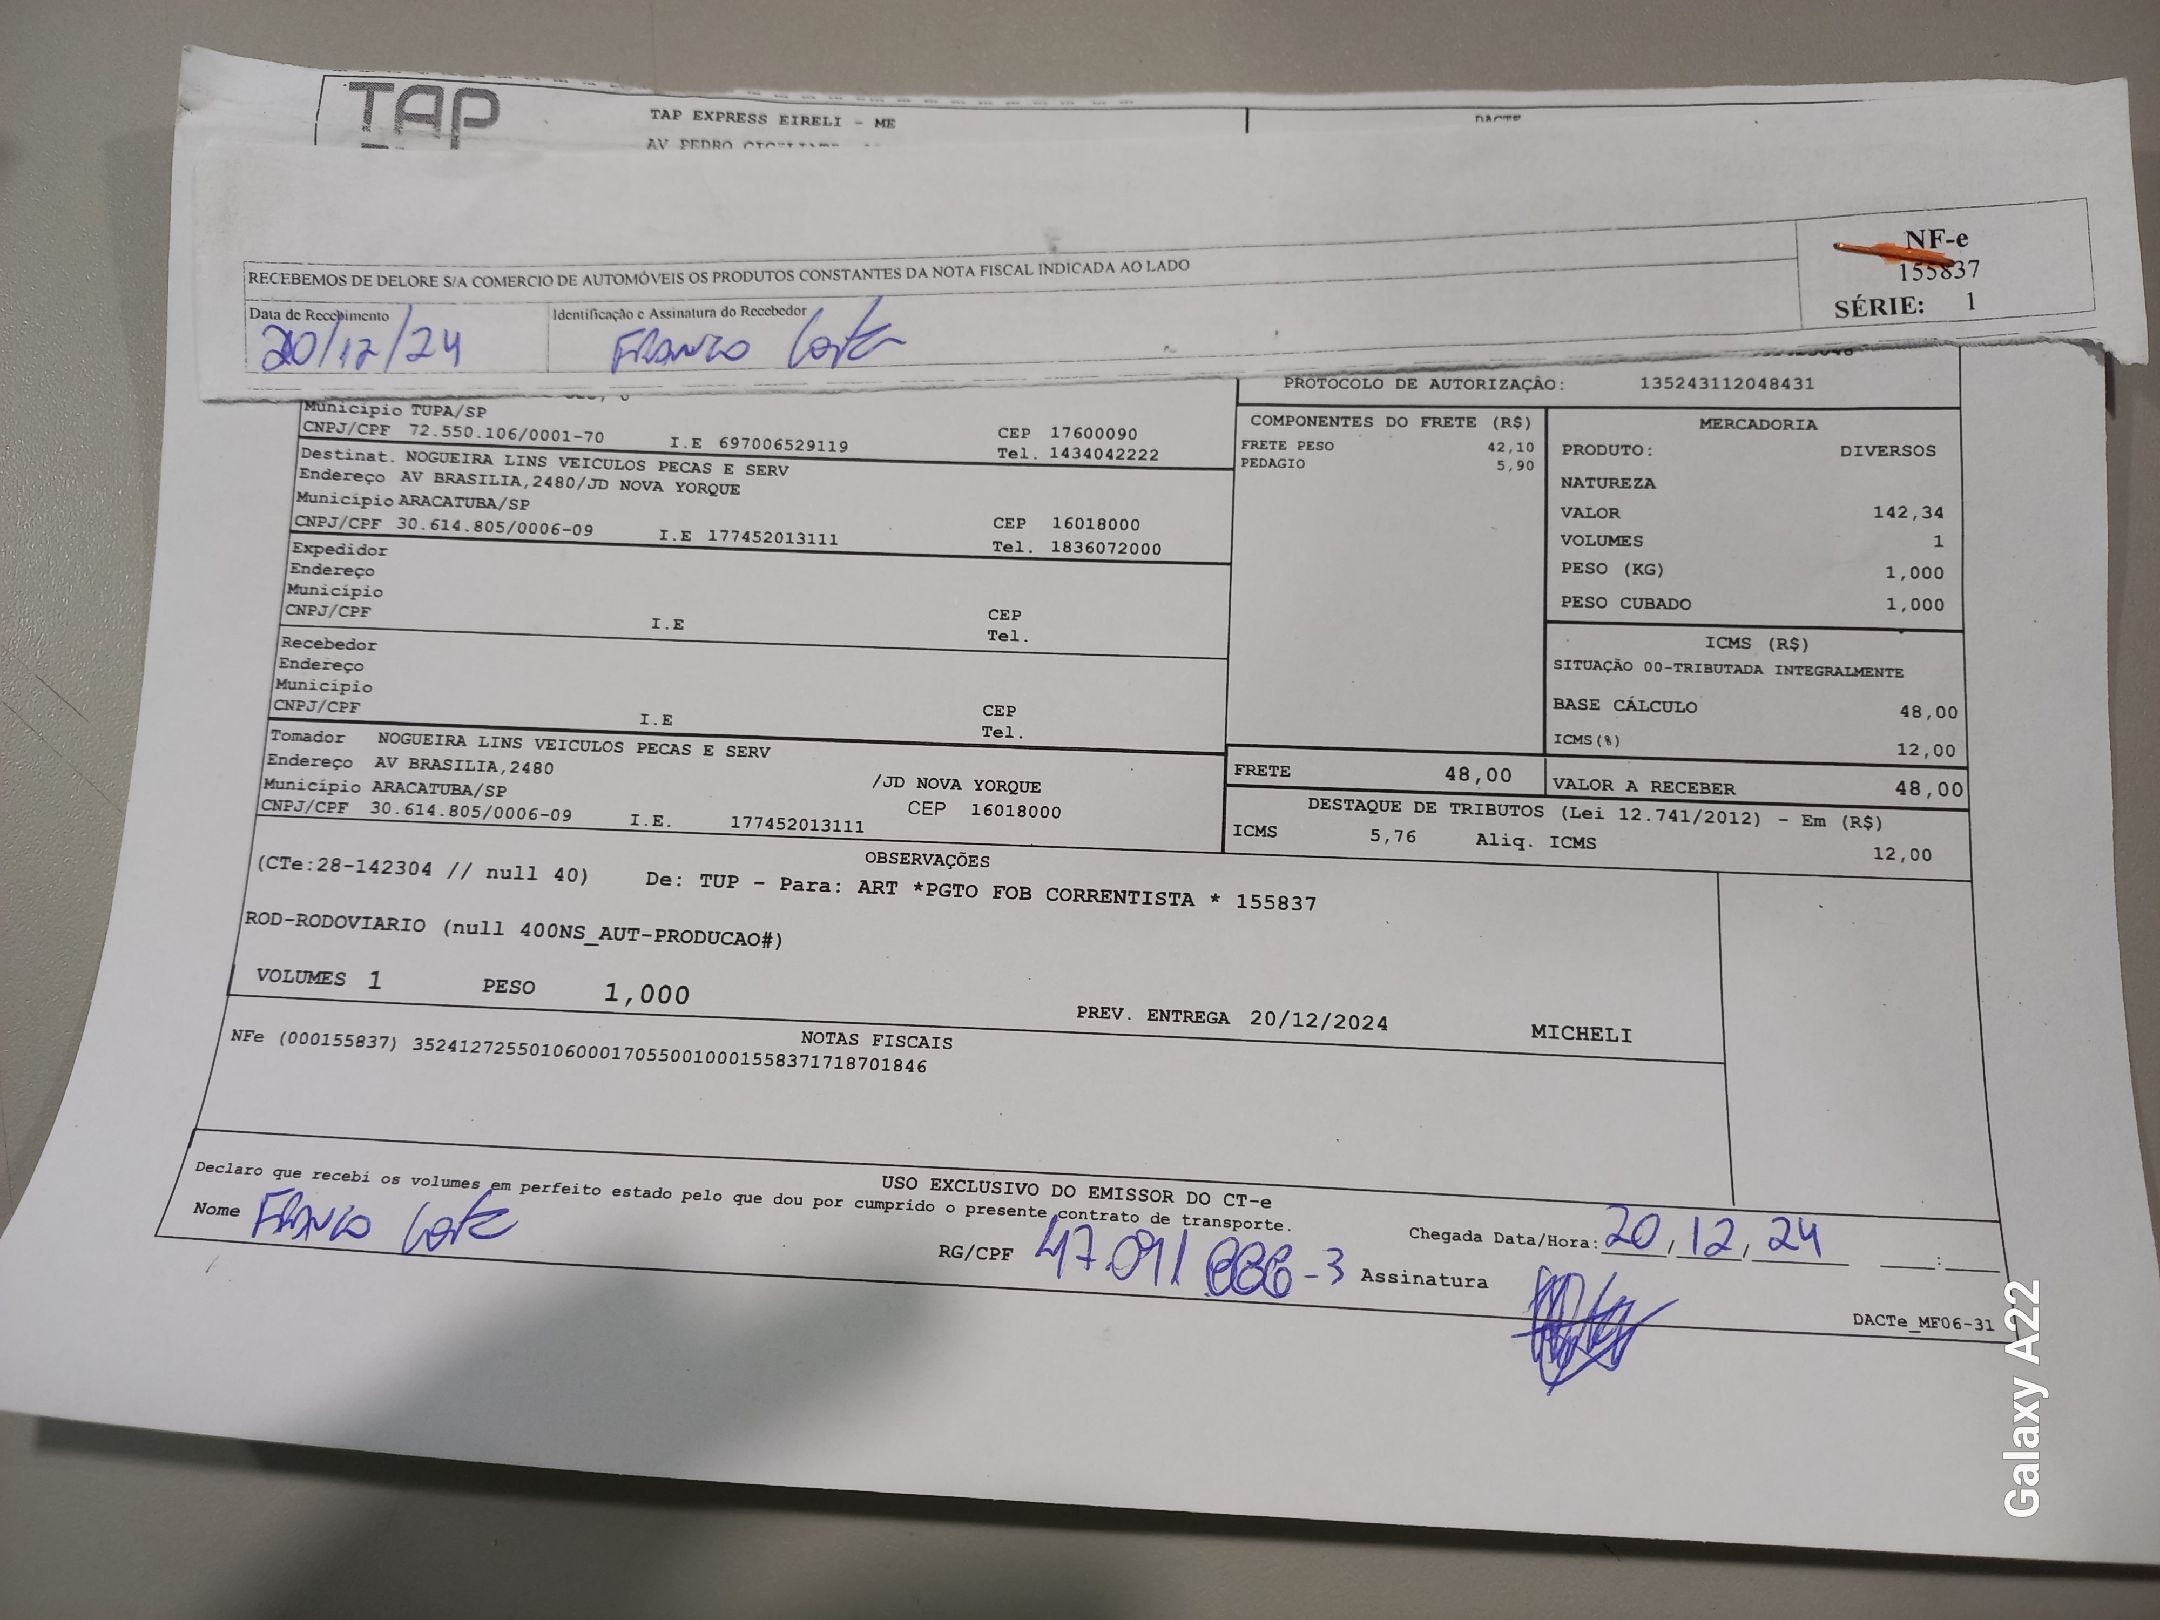 TAP
TAP EXPRESS EIRELI - ME
AV PEDRO
DACTE
NF-e
155837
SÉRIE: 1
RECEBEMOS DE DELORE S/A COMERCIO DE AUTOMÓVEIS OS PRODUTOS CONSTANTES DA NOTA FISCAL INDICADA AO LADO
Data de Recebimento
20/12/24
Identificação e Assinatura do Recebedor
FRANCO
PROTOCOLO DE AUTORIZAÇÃO: 135243112048431
Município TUPA/SP
CNPJ/CPF 72.550.106/0001-70 I.E 697006529119
CEP 17600090
Tel. 1434042222
Destinat. NOGUEIRA LINS VEICULOS PECAS E SERV
Endereço AV BRASILIA,2480/JD NOVA YORQUE
Município ARACATUBA/SP
CNPJ/CPF 30.614.805/0006-09 I.E 177452013111
CEP 16018000
Tel. 1836072000
Expedidor
Endereço
Município
CNPJ/CPF I.E
CEP
Tel.
Recebedor
Endereço
Município
CNPJ/CPF I.E
CEP
Tel.
Tomador NOGUEIRA LINS VEICULOS PECAS E SERV
Endereço AV BRASILIA,2480 /JD NOVA YORQUE
Município ARACATUBA/SP CEP 16018000
CNPJ/CPF 30.614.805/0006-09 I.E. 177452013111
COMPONENTES DO FRETE (R$)
FRETE PESO 42,10
PEDAGIO 5,90
MERCADORIA
PRODUTO: DIVERSOS
NATUREZA
VALOR 142,34
VOLUMES 1
PESO (KG) 1,000
PESO CUBADO 1,000
ICMS (R$)
SITUAÇÃO 00-TRIBUTADA INTEGRALMENTE
BASE CÁLCULO 48,00
ICMS(%) 12,00
FRETE 48,00
VALOR A RECEBER 48,00
DESTAQUE DE TRIBUTOS (Lei 12.741/2012) - Em (R$)
ICMS 5,76 Aliq. ICMS 12,00
OBSERVAÇÕES
(CTe:28-142304 // null 40) De: TUP - Para: ART *PGTO FOB CORRENTISTA * 155837
ROD-RODOVIARIO (null 400NS_AUT-PRODUCAO#)
VOLUMES 1 PESO 1,000
PREV. ENTREGA 20/12/2024 MICHELI
NOTAS FISCAIS
NFe (000155837) 35241272550106000170550010001558371718701846
USO EXCLUSIVO DO EMISSOR DO CT-e
Declaro que recebi os volumes em perfeito estado pelo que dou por cumprido o presente contrato de transporte.
Nome FRANCO
RG/CPF
Assinatura
Chegada Data/Hora: 20, 12, 24 :
DACTe_MF06-31
Galaxy A22